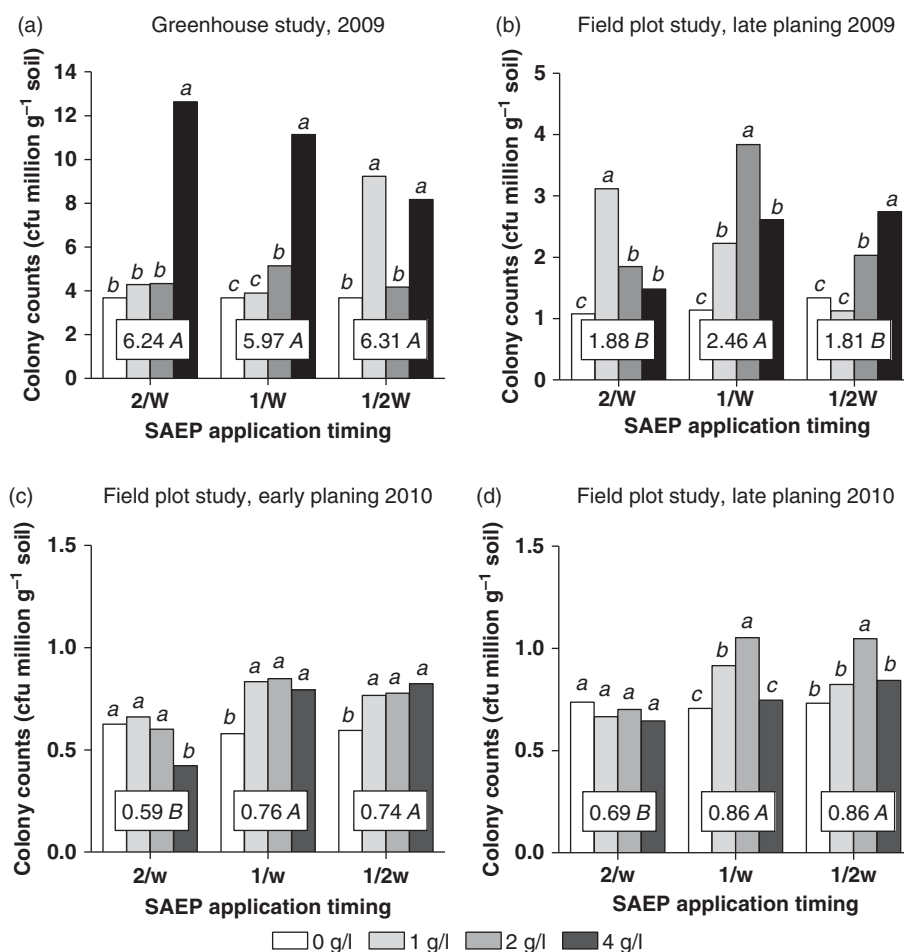 (a) Greenhouse study, 2009
Colony counts (cfu million g⁻¹ soil)
14
12
10
8
6
4
2
0
b b b a
c c b a
b a b a
6.24 A 5.97 A 6.31 A
2/W 1/W 1/2W
SAEP application timing
(b) Field plot study, late planing 2009
Colony counts (cfu million g⁻¹ soil)
5
4
3
2
1
0
c a b b
c b a b
c c b a
1.88 B 2.46 A 1.81 B
2/W 1/W 1/2W
SAEP application timing
(c) Field plot study, early planing 2010
Colony counts (cfu million g⁻¹ soil)
1.5
1.0
0.5
0.0
a a a b
b a a a
b a a a
0.59 B 0.76 A 0.74 A
2/w 1/w 1/2w
SAEP application timing
(d) Field plot study, late planing 2010
Colony counts (cfu million g⁻¹ soil)
1.5
1.0
0.5
0.0
a a a a
c b a c
b b a b
0.69 B 0.86 A 0.86 A
2/w 1/w 1/2w
SAEP application timing
0 g/l 1 g/l 2 g/l 4 g/l